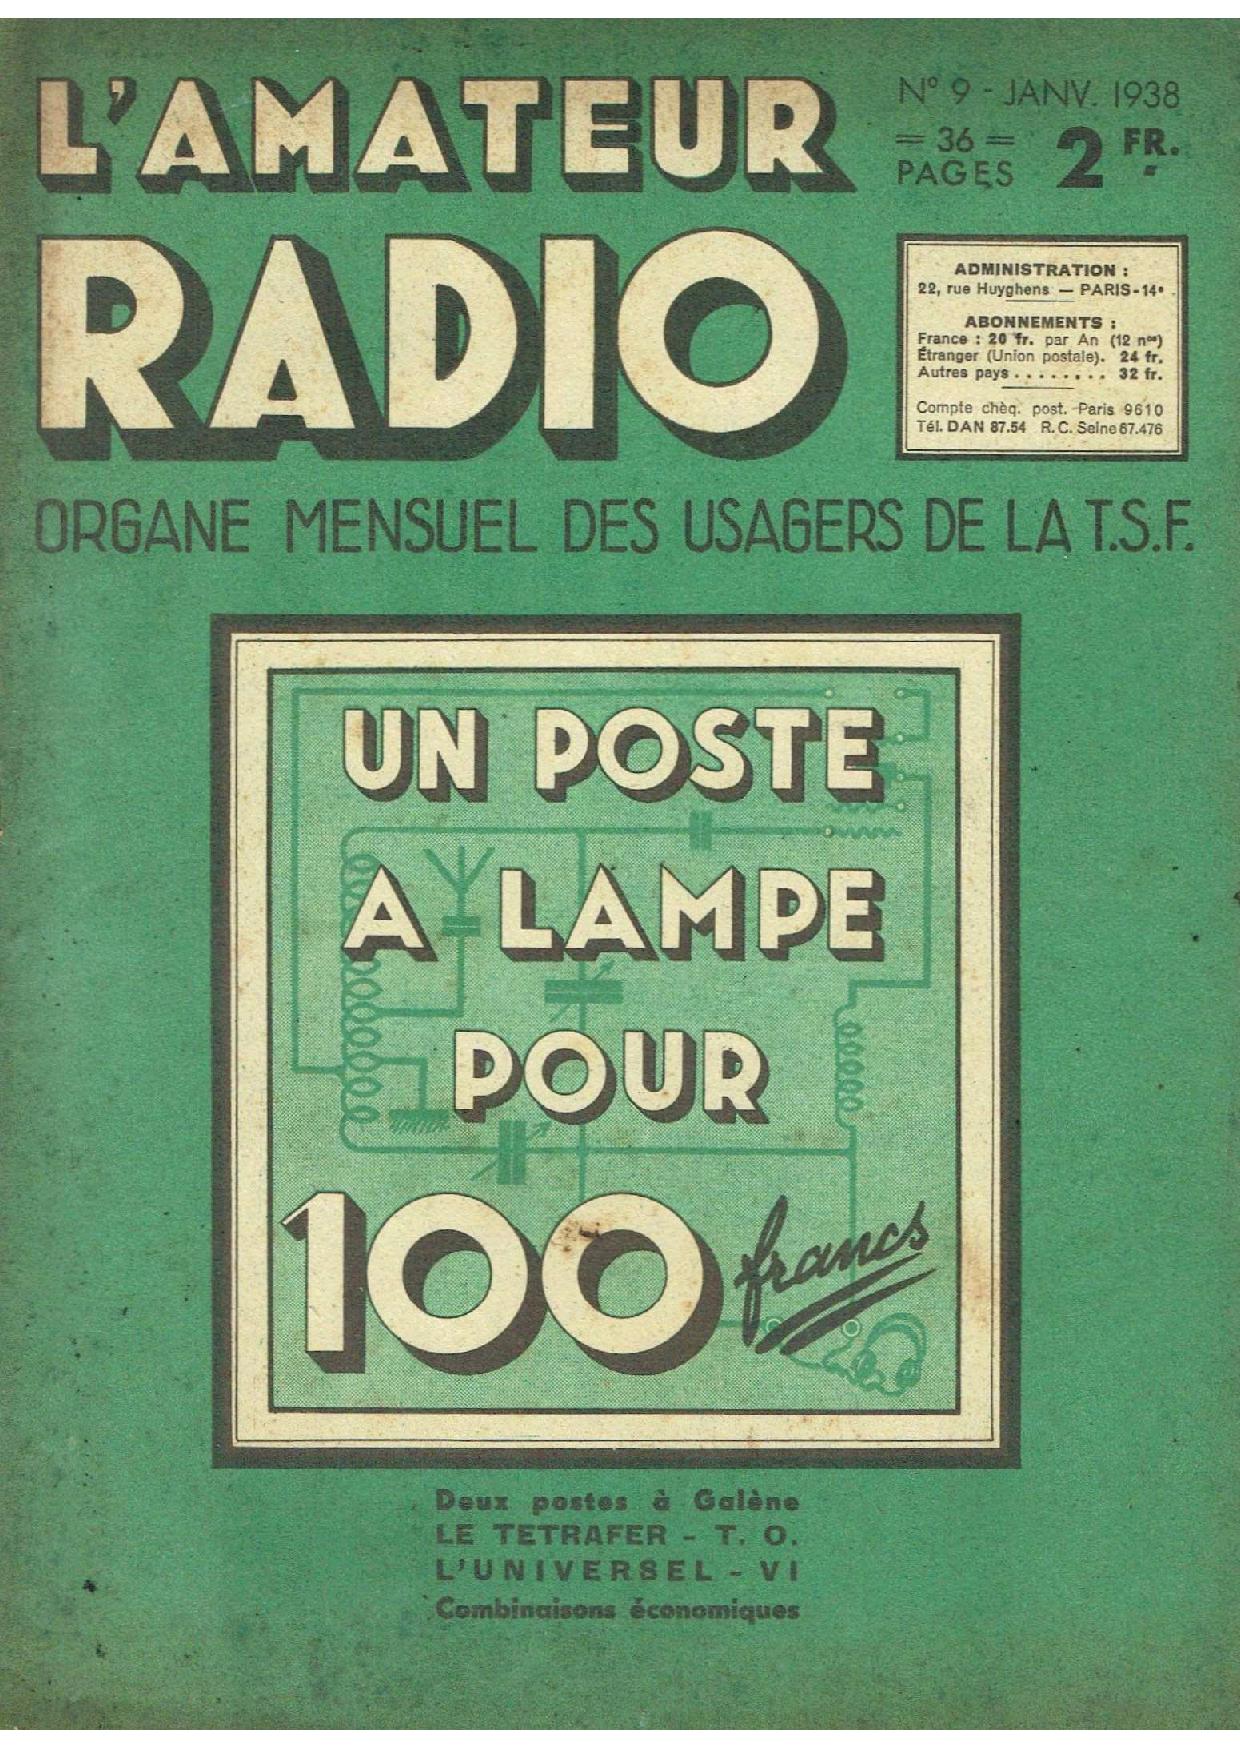 L'AMATEUR
RADIO
N° 9 - JANV. 1938
= 36 =
PAGES
2 FR.
ADMINISTRATION :
22, rue Huyghens — PARIS-14e
ABONNEMENTS :
France : 20 fr. par An (12 nos)
Étranger (Union postale). 24 fr.
Autres pays . . . . . . . . 32 fr.
Compte chèq. post. Paris 9610
Tél. DAN 87.54 R.C. Seine 67.476
ORGANE MENSUEL DES USAGERS DE LA T.S.F.
UN POSTE
A LAMPE
POUR
100 francs
Deux postes à Galène
LE TETRAFER - T. O.
L'UNIVERSEL - VI
Combinaisons économiques